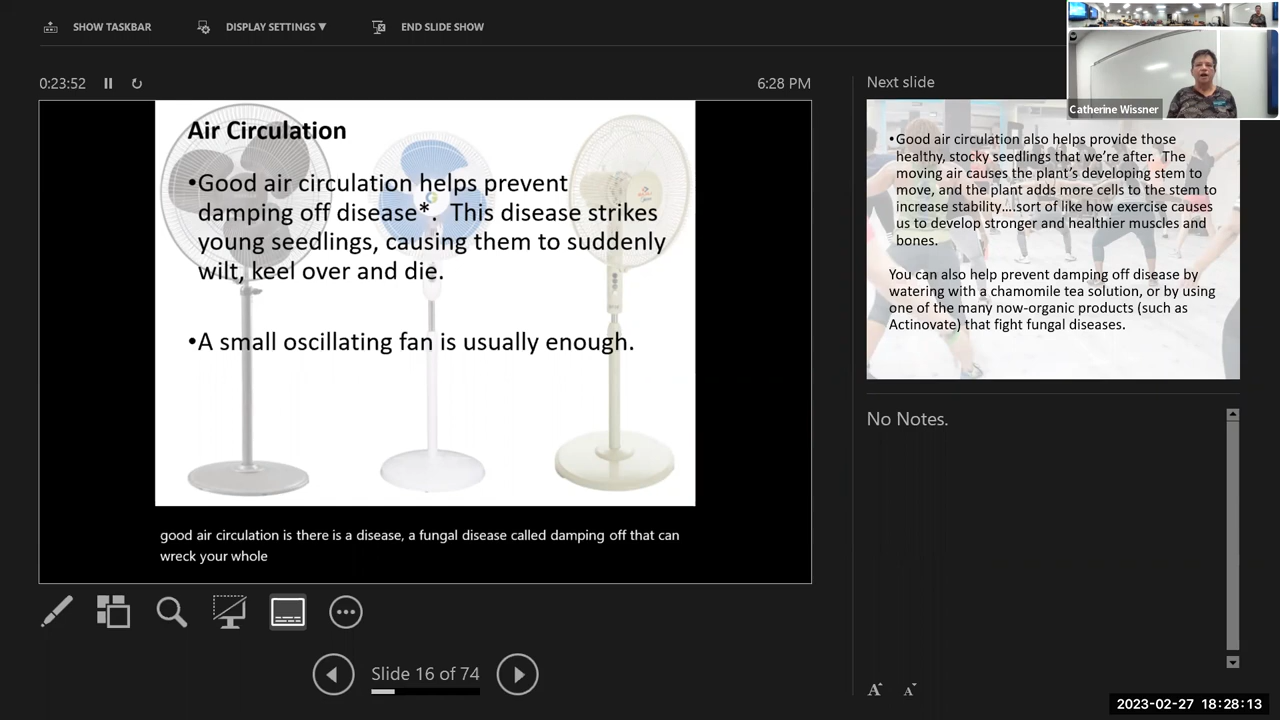 SHOW TASKBAR
DISPLAY SETTINGS ▼
END SLIDE SHOW
0:23:52
6:28 PM
Air Circulation
•Good air circulation helps prevent
damping off disease*.  This disease strikes
young seedlings, causing them to suddenly
wilt, keel over and die.
•A small oscillating fan is usually enough.
good air circulation is there is a disease, a fungal disease called damping off that can
wreck your whole
Slide 16 of 74
Next slide
Catherine Wissner
•Good air circulation also helps provide those
healthy, stocky seedlings that we're after.  The
moving air causes the plant's developing stem to
move, and the plant adds more cells to the stem to
increase stability....sort of like how exercise causes
us to develop stronger and healthier muscles and
bones.
You can also help prevent damping off disease by
watering with a chamomile tea solution, or by using
one of the many now-organic products (such as
Actinovate) that fight fungal diseases.
No Notes.
A A
2023-02-27 18:28:13